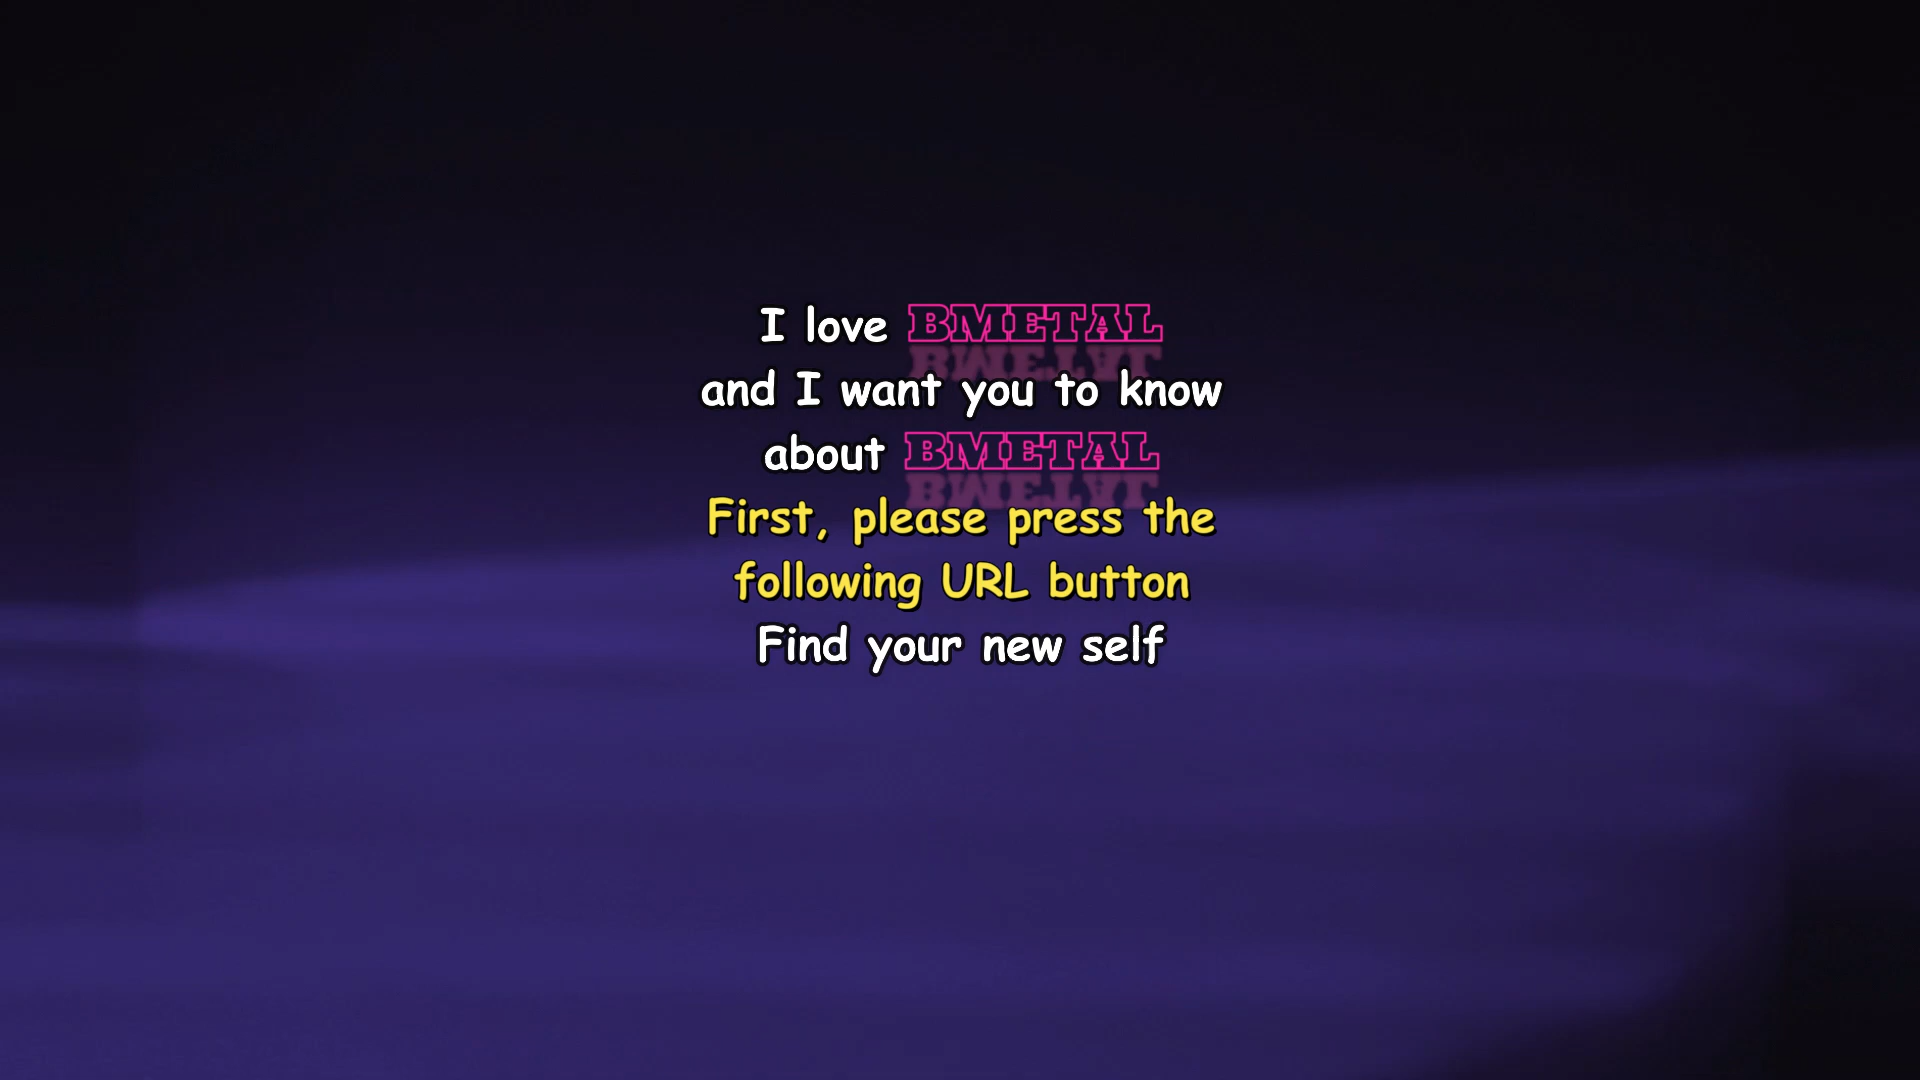 I love BMETAL
and I want you to know
about BMETAL
First, please press the
following URL button
Find your new self